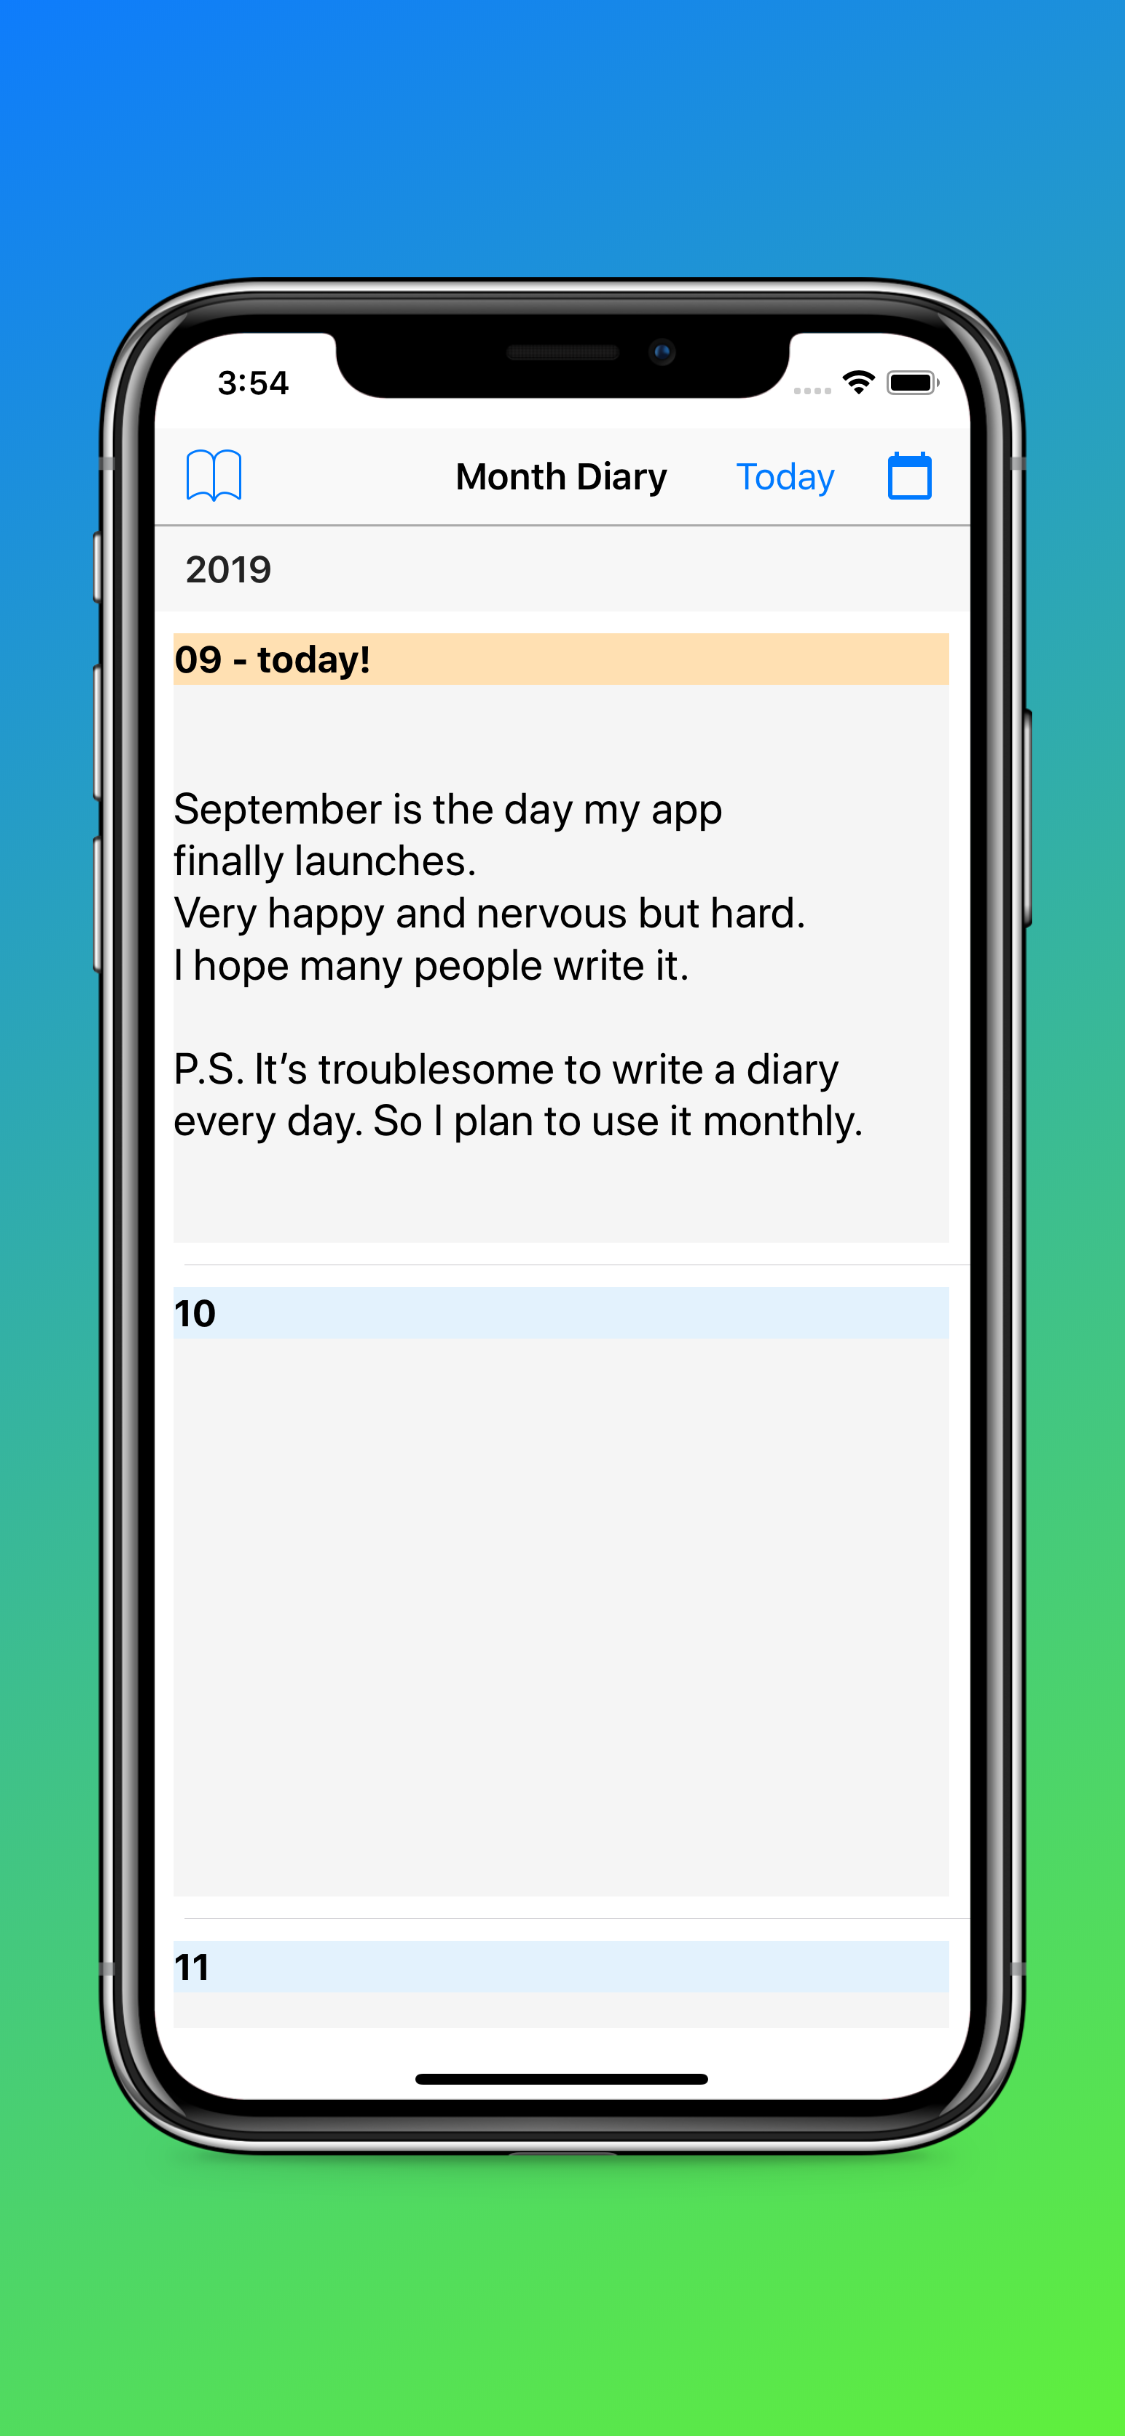 3:54
Month Diary
Today
2019
09 - today!
September is the day my app
finally launches.
Very happy and nervous but hard.
I hope many people write it.
P.S. It’s troublesome to write a diary
every day. So I plan to use it monthly.
10
11